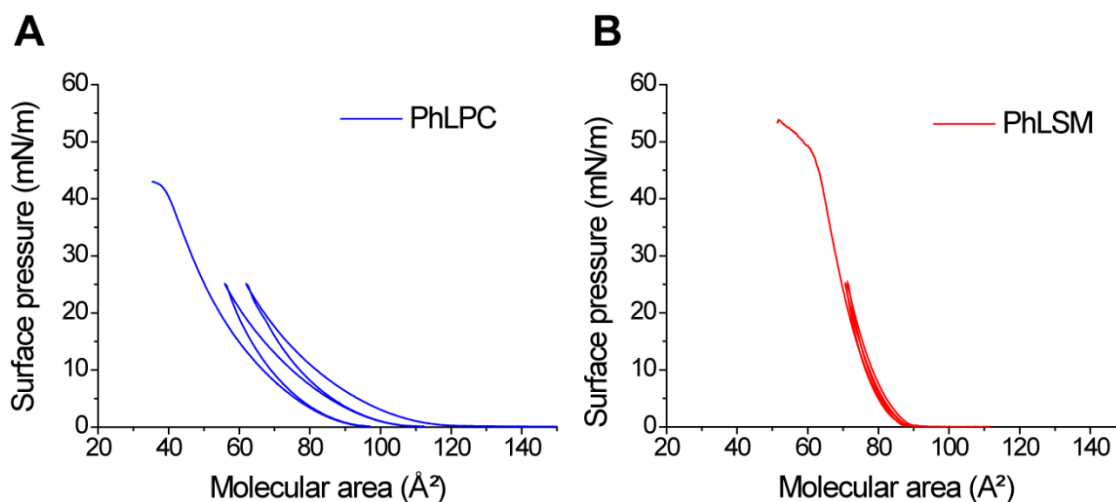 A
B
60
50
40
30
20
10
0
Surface pressure (mN/m)
PhLPC
20 40 60 80 100 120 140
Molecular area (Å²)
60
50
40
30
20
10
0
Surface pressure (mN/m)
PhLSM
20 40 60 80 100 120 140
Molecular area (A²)